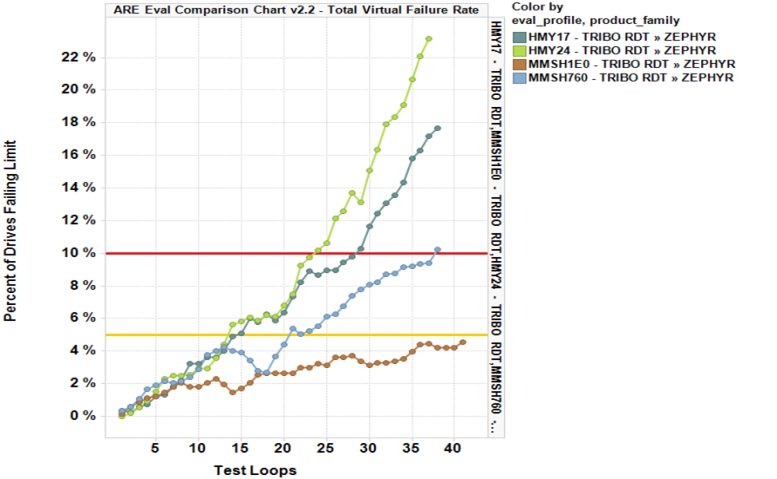 ARE Eval Comparison Chart v2.2 - Total Virtual Failure Rate
Color by
eval_profile, product_family
HMY17 - TRIBO RDT » ZEPHYR
HMY24 - TRIBO RDT » ZEPHYR
MMSH1E0 - TRIBO RDT » ZEPHYR
MMSH760 - TRIBO RDT » ZEPHYR
HMY17 - TRIBO RDT,MMSH1E0 - TRIBO RDT,HMY24 - TRIBO RDT,MMSH760 -...
Percent of Drives Failing Limit
22 %
20 %
18 %
16 %
14 %
12 %
10 %
8 %
6 %
4 %
2 %
0 %
5
10
15
20
25
30
35
40
Test Loops